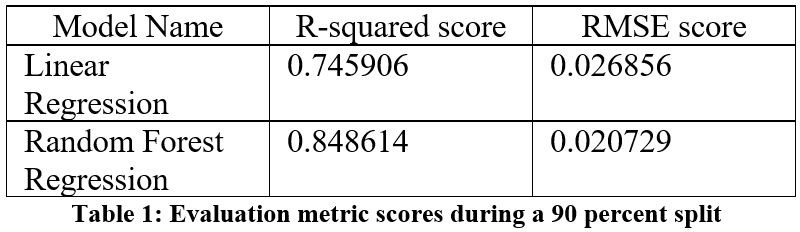 Model Name R-squared score RMSE score
Linear 0.745906 0.026856
Regression
Random Forest 0.848614 0.020729
Regression
Table 1: Evaluation metric scores during a 90 percent split